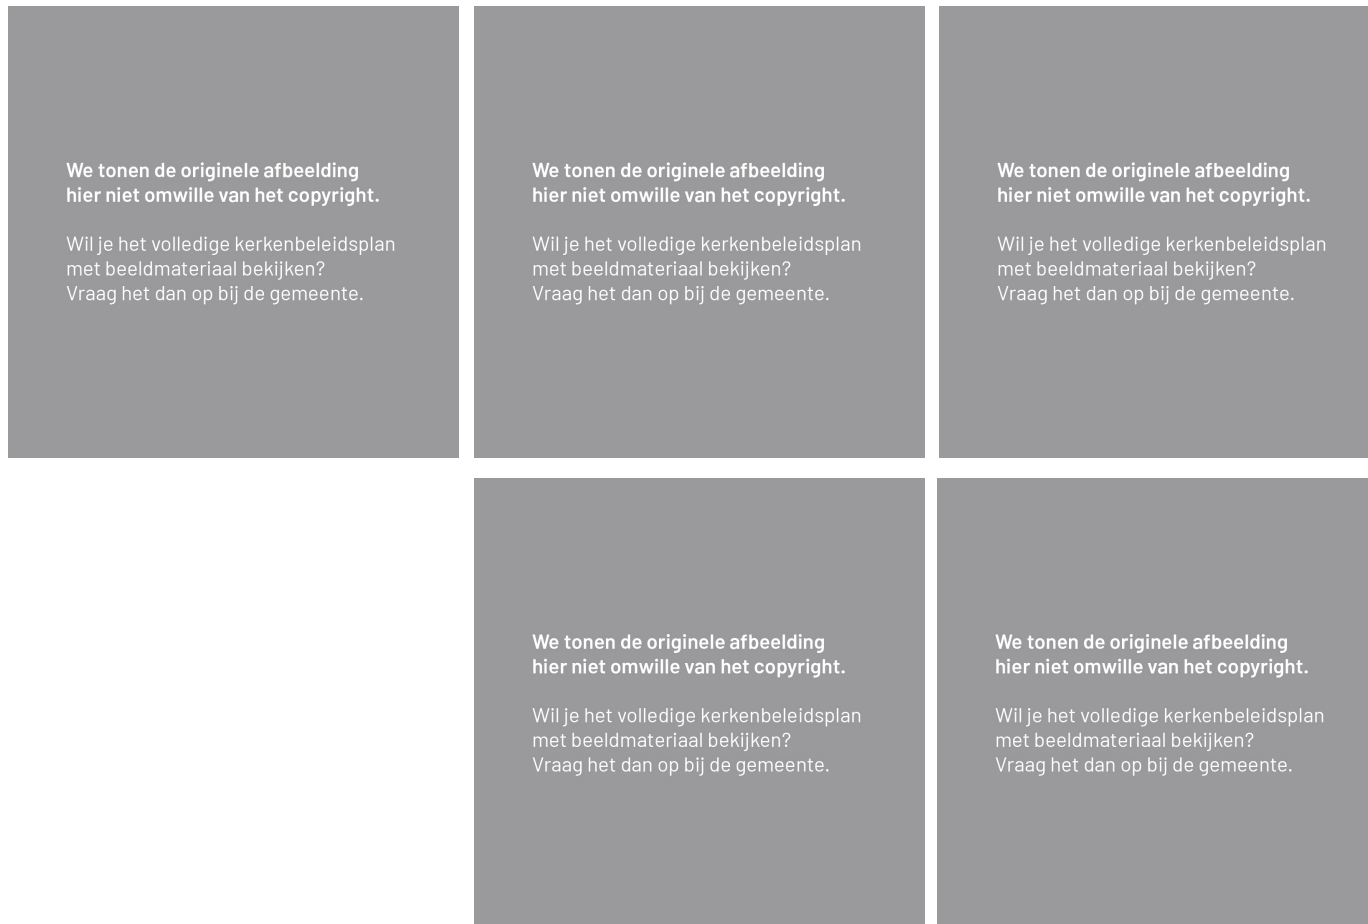 We tonen de originele afbeelding
hier niet omwille van het copyright.
Wil je het volledige kerkenbeleidsplan
met beeldmateriaal bekijken?
Vraag het dan op bij de gemeente.
We tonen de originele afbeelding
hier niet omwille van het copyright.
Wil je het volledige kerkenbeleidsplan
met beeldmateriaal bekijken?
Vraag het dan op bij de gemeente.
We tonen de originele afbeelding
hier niet omwille van het copyright.
Wil je het volledige kerkenbeleidsplan
met beeldmateriaal bekijken?
Vraag het dan op bij de gemeente.
We tonen de originele afbeelding
hier niet omwille van het copyright.
Wil je het volledige kerkenbeleidsplan
met beeldmateriaal bekijken?
Vraag het dan op bij de gemeente.
We tonen de originele afbeelding
hier niet omwille van het copyright.
Wil je het volledige kerkenbeleidsplan
met beeldmateriaal bekijken?
Vraag het dan op bij de gemeente.